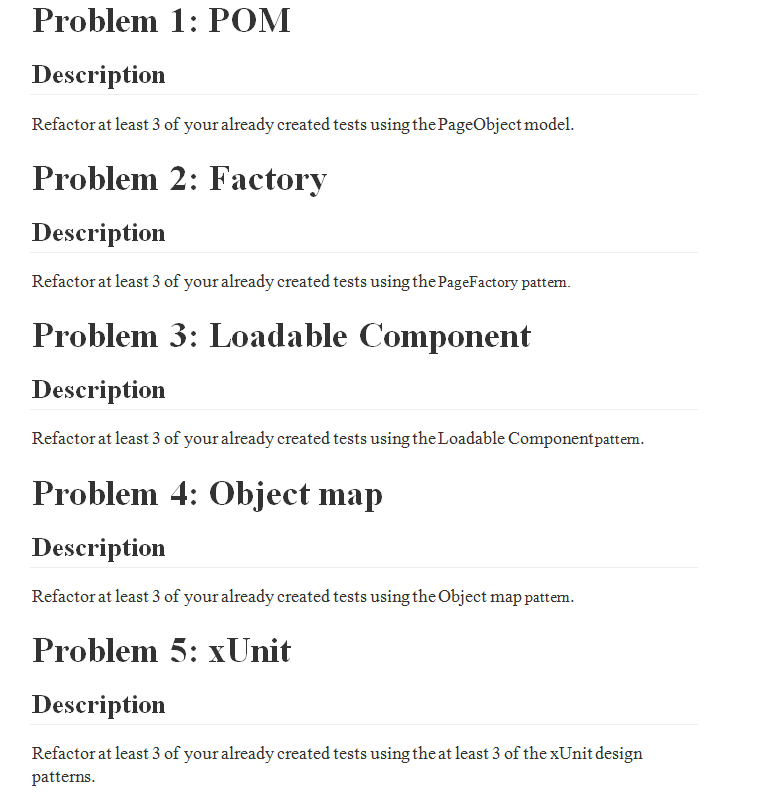 Problem 1: POM
Description
Refactor at least 3 of your already created tests using the PageObject model.
Problem 2: Factory
Description
Refactor at least 3 of your already created tests using the PageFactory pattern.
Problem 3: Loadable Component
Description
Refactor at least 3 of your already created tests using the Loadable Component pattern.
Problem 4: Object map
Description
Refactor at least 3 of your already created tests using the Object map pattern.
Problem 5: xUnit
Description
Refactor at least 3 of your already created tests using the at least 3 of the xUnit design
patterns.